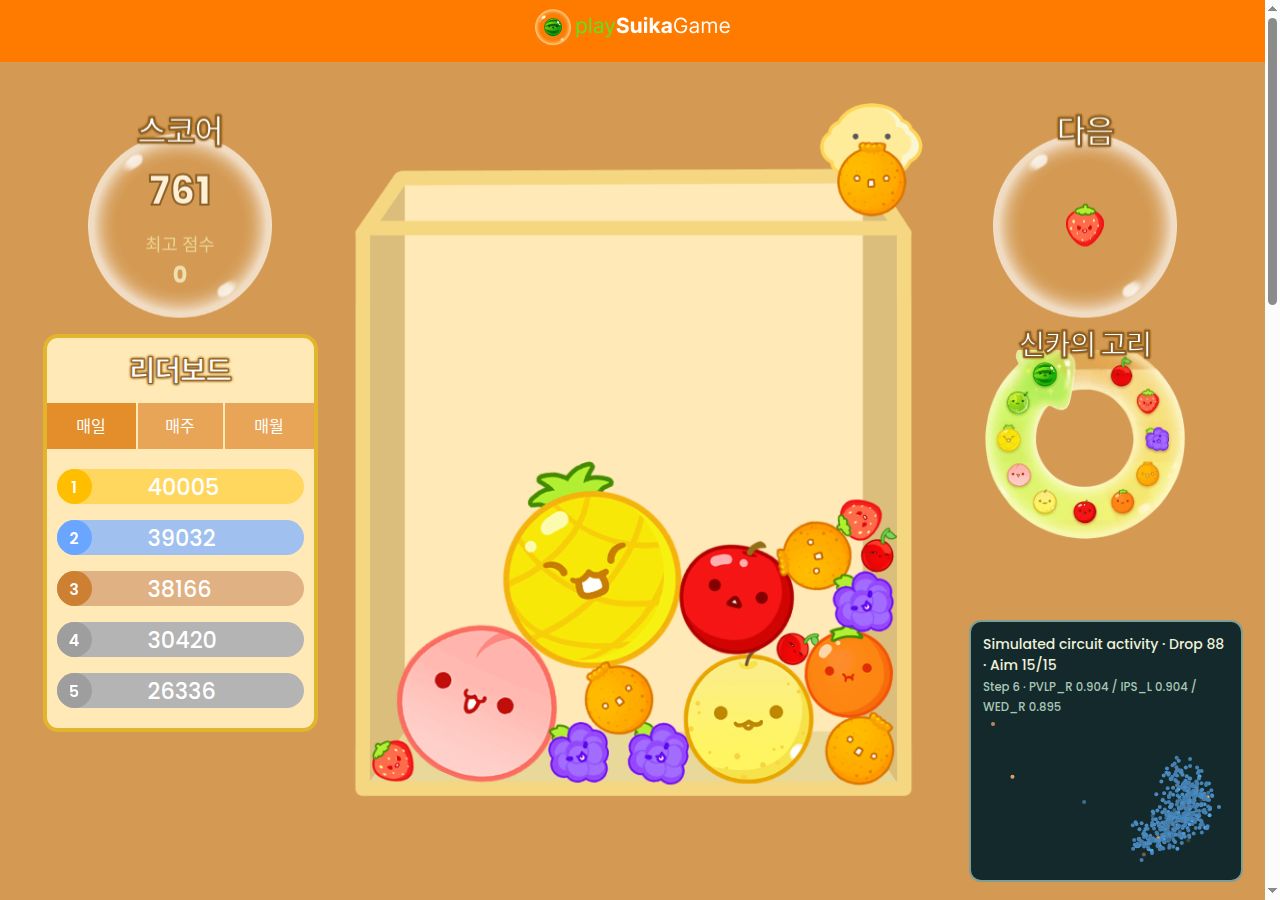 playSuikaGame
스코어
761
최고 점수
0
다음
신카의 고리
리더보드
매일 매주 매월
1 40005
2 39032
3 38166
4 30420
5 26336
Simulated circuit activity · Drop 88
· Aim 15/15
Step 6 · PVLP_R 0.904 / IPS_L 0.904 /
WED_R 0.895